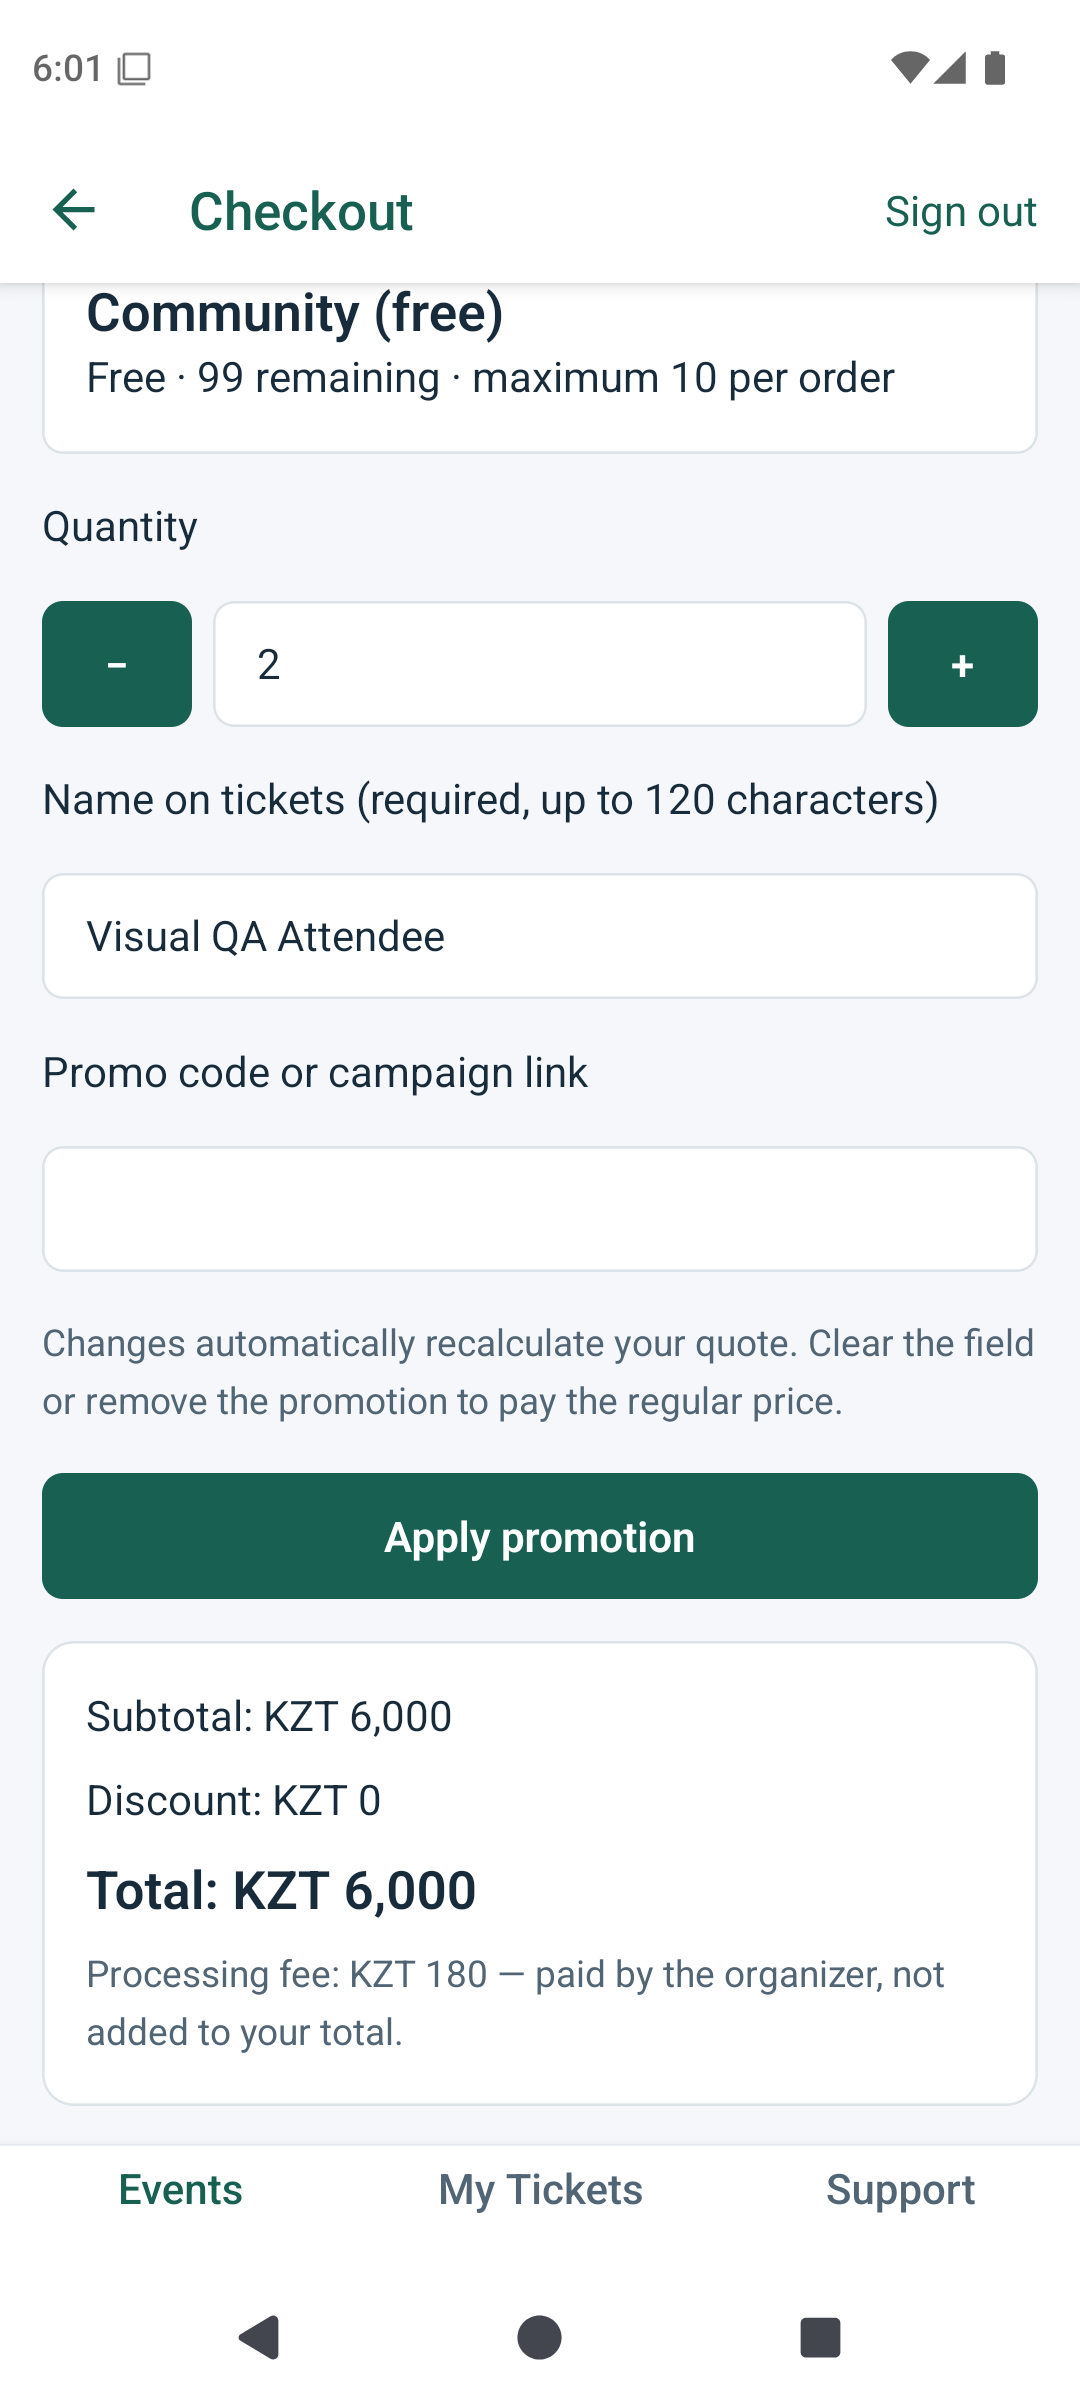 6:01
Checkout
Sign out
Community (free)
Free · 99 remaining · maximum 10 per order
Quantity
−
2
+
Name on tickets (required, up to 120 characters)
Visual QA Attendee
Promo code or campaign link
Changes automatically recalculate your quote. Clear the field
or remove the promotion to pay the regular price.
Apply promotion
Subtotal: KZT 6,000
Discount: KZT 0
Total: KZT 6,000
Processing fee: KZT 180 — paid by the organizer, not
added to your total.
Events
My Tickets
Support